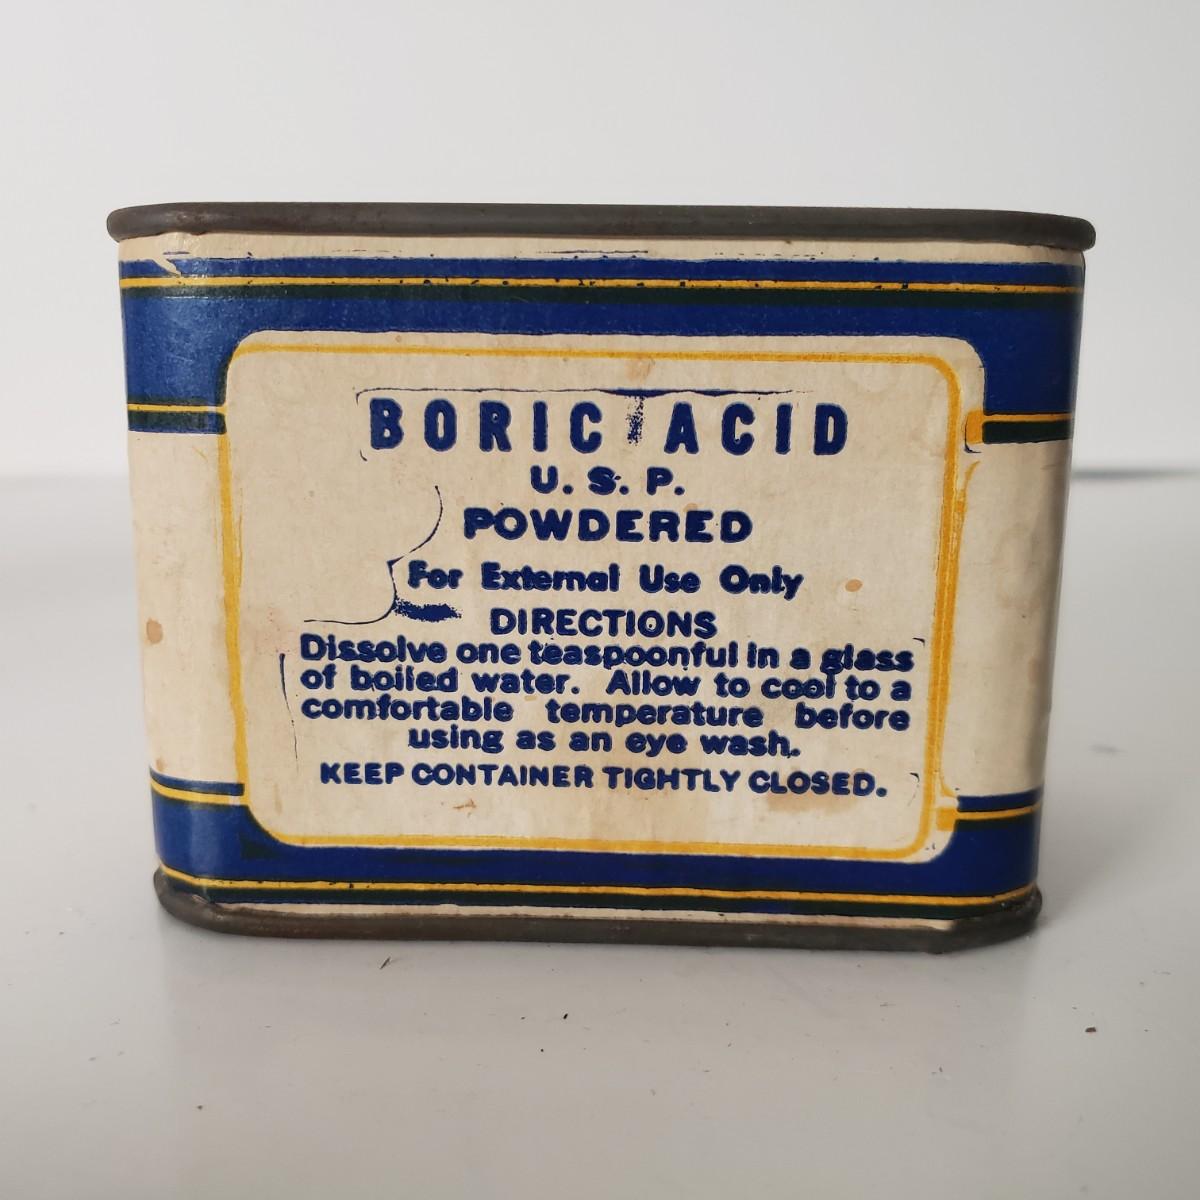 BORIC ACID
U. S. P.
POWDERED
For External Use Only
DIRECTIONS
Dissolve one teaspoonful in a glass
of boiled water. Allow to cool to a
comfortable temperature before
using as an eye wash.
KEEP CONTAINER TIGHTLY CLOSED.